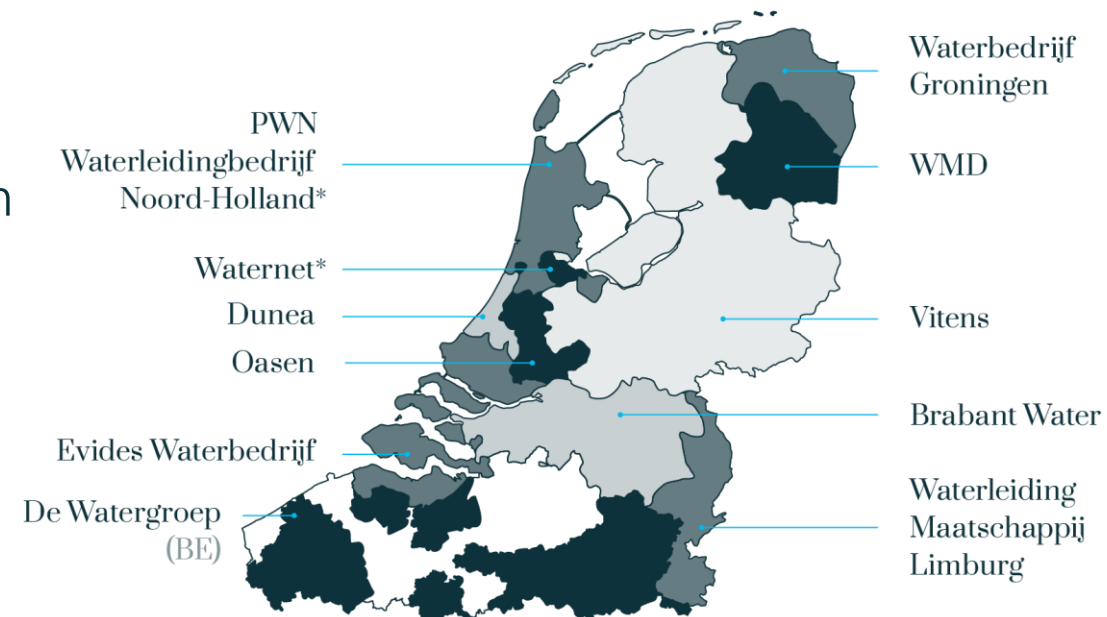 PWN
Waterleidingbedrijf
Noord-Holland*
n
Waternet*
Dunea
Oasen
Evides Waterbedrijf
De Watergroep
(BE)
Waterbedrijf
Groningen
WMD
Vitens
Brabant Water
Waterleiding
Maatschappij
Limburg